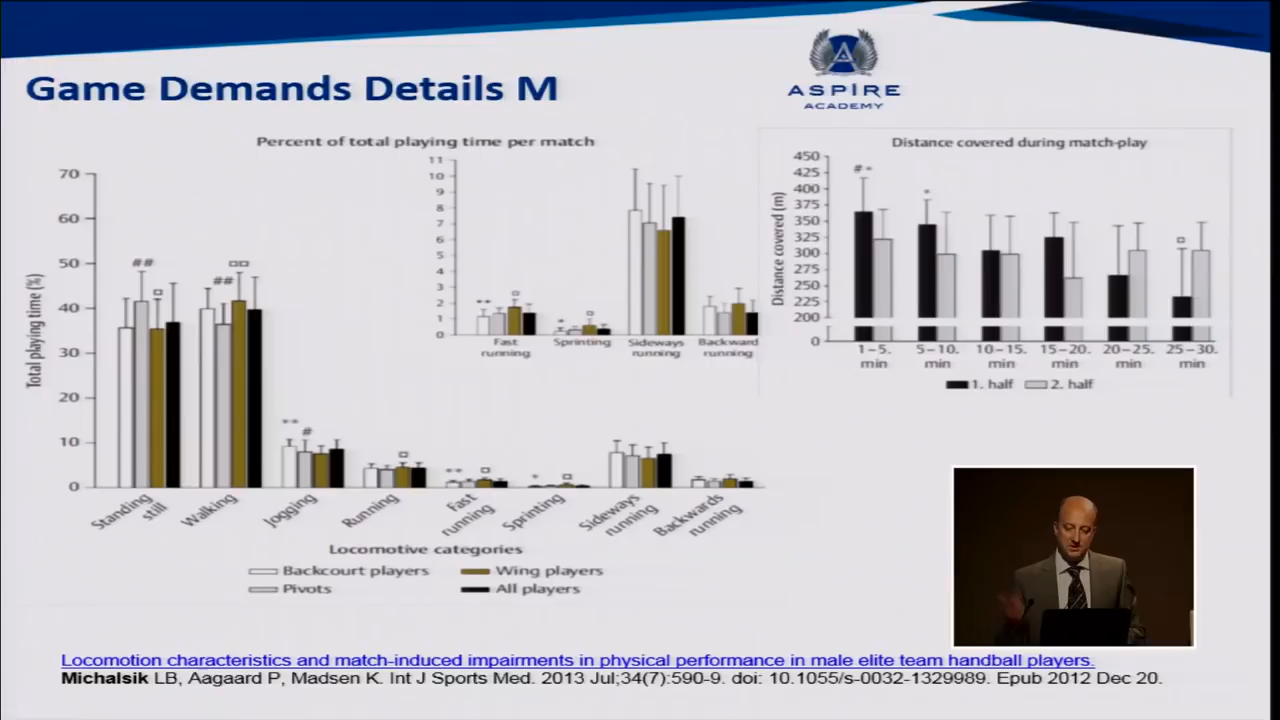 Game Demands Details M
ASPIRE
ACADEMY
Percent of total playing time per match
Total playing time (%)
70
60
50
40
30
20
10
0
##
¤
##
¤¤
**
#
¤
**
¤
*
¤
Standing still
Walking
Jogging
Running
Fast running
Sprinting
Sideways running
Backwards running
Locomotive categories
Backcourt players
Wing players
Pivots
All players
11
10
9
8
7
6
5
4
3
2
1
0
**
¤
*
¤
Fast running
Sprinting
Sideways running
Backward running
Distance covered during match-play
Distance covered (m)
450
425
400
375
350
325
300
275
250
225
200
0
#*
*
¤
1–5. min
5–10. min
10–15. min
15–20. min
20–25. min
25–30. min
1. half
2. half
Locomotion characteristics and match-induced impairments in physical performance in male elite team handball players.
Michalsik LB, Aagaard P, Madsen K. Int J Sports Med. 2013 Jul;34(7):590-9. doi: 10.1055/s-0032-1329989. Epub 2012 Dec 20.